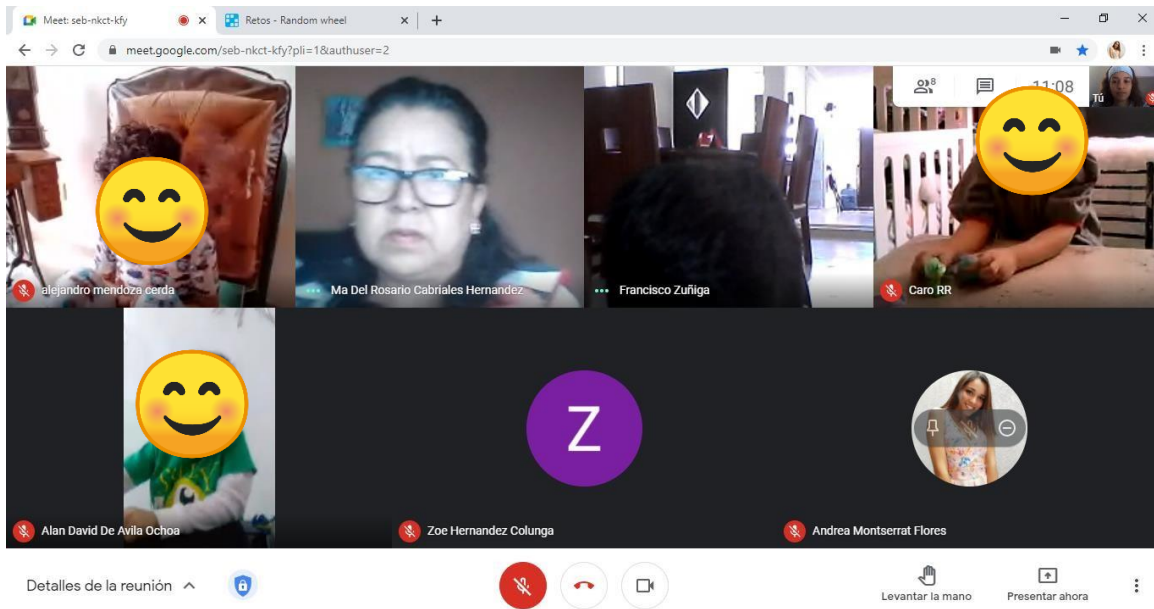 Meet: seb-nkct-kfy
Retos - Random wheel
meet.google.com/seb-nkct-kfy?pli=1&authuser=2
8
11:08
Tú
alejandro mendoza cerda
Ma Del Rosario Cabriales Hernandez
Francisco Zuñiga
Caro RR
Z
Alan David De Avila Ochoa
Zoe Hernandez Colunga
Andrea Montserrat Flores
Detalles de la reunión
Levantar la mano
Presentar ahora